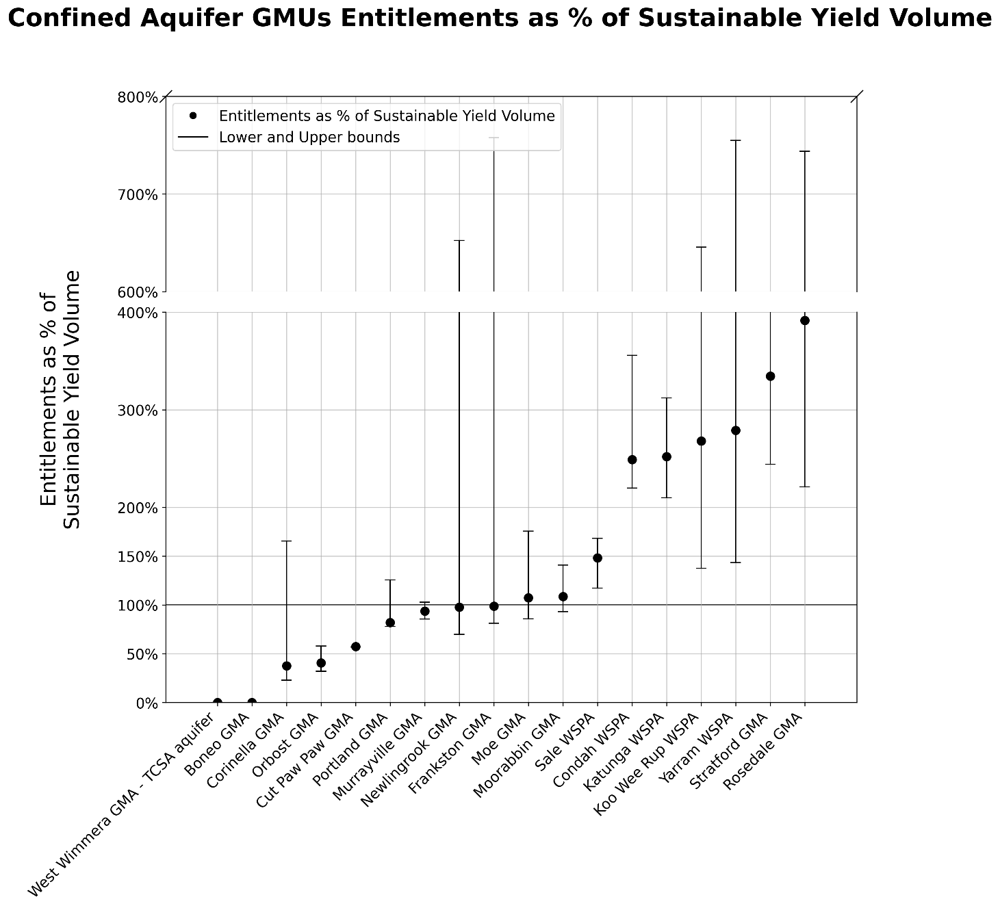 Confined Aquifer GMUs Entitlements as % of Sustainable Yield Volume
800%
Entitlements as % of Sustainable Yield Volume
Lower and Upper bounds
700%
600%
400%
Entitlements as % of
Sustainable Yield Volume
300%
200%
150%
100%
50%
0%
West Wimmera GMA - TCSA aquifer
Boneo GMA
Corinella GMA
Orbost GMA
Cut Paw Paw GMA
Portland GMA
Murrayville GMA
Newlingrook GMA
Frankston GMA
Moe GMA
Moorabbin GMA
Sale WSPA
Condah WSPA
Katunga WSPA
Koo Wee Rup WSPA
Yarram WSPA
Stratford GMA
Rosedale GMA